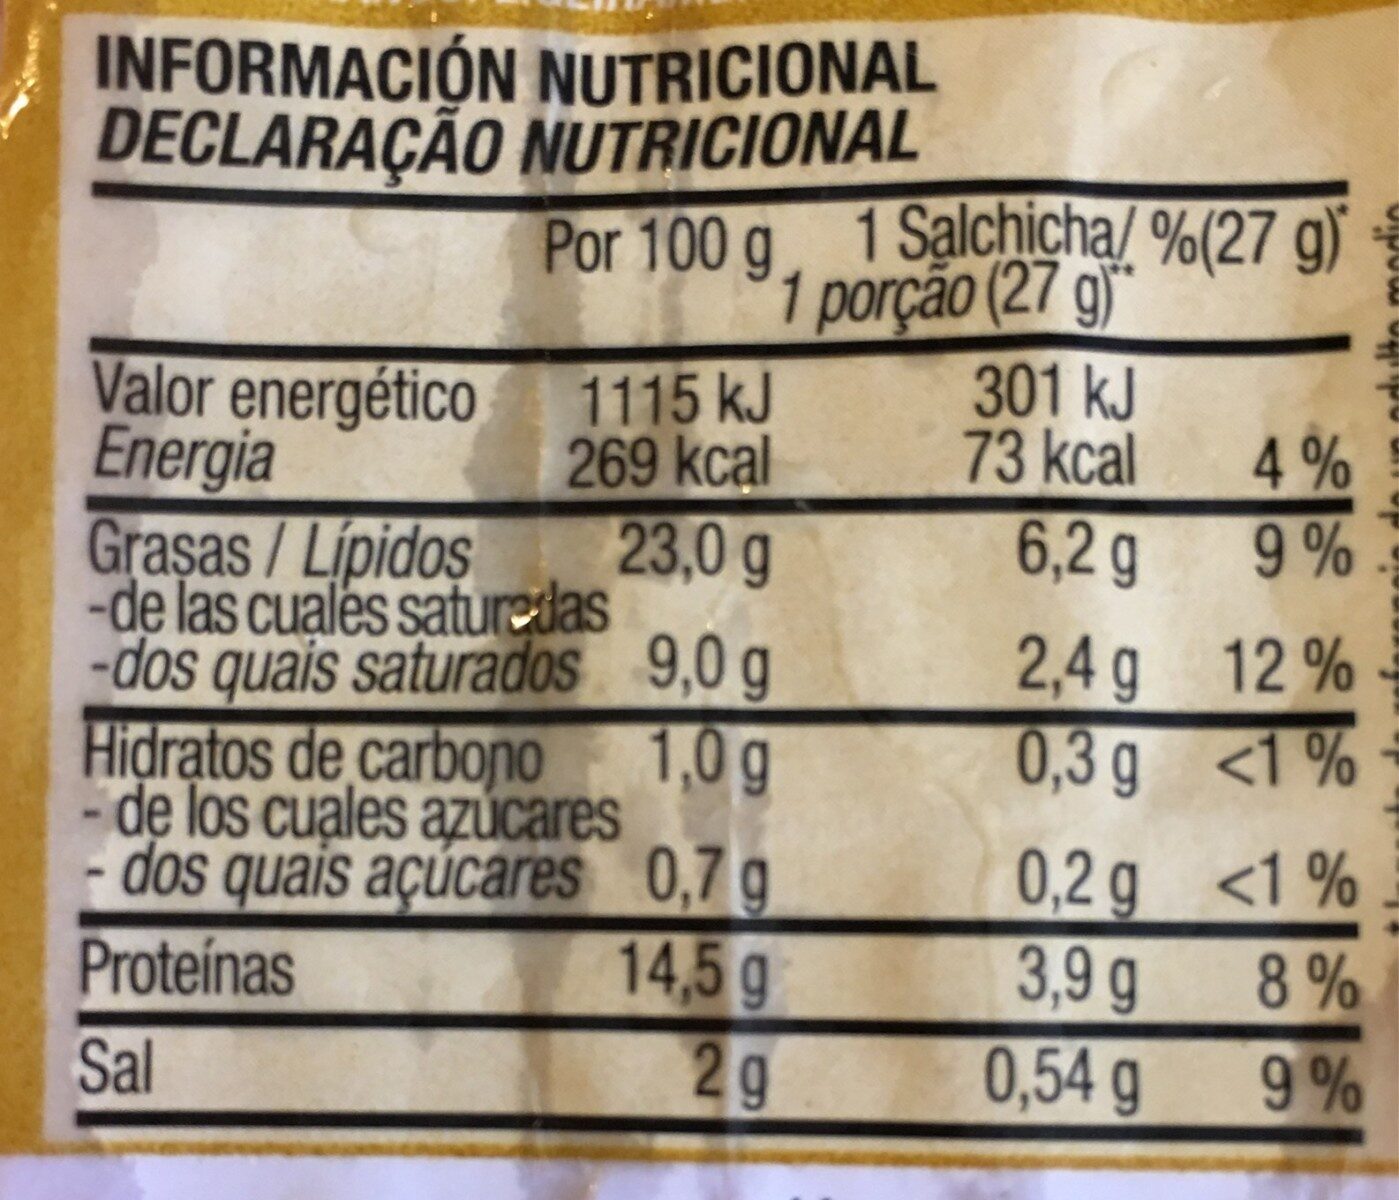 INFORMACIÓN NUTRICIONAL
DECLARAÇÃO NUTRICIONAL
Por 100 g 1 Salchicha/ %(27 g)*
1 porção (27 g)**
Valor energético 1115 kJ 301 kJ
Energia 269 kcal 73 kcal 4 %
Grasas / Lípidos 23,0 g 6,2 g 9 %
-de las cuales saturadas
-dos quais saturados 9,0 g 2,4 g 12 %
Hidratos de carbono 1,0 g 0,3 g <1 %
- de los cuales azúcares
- dos quais açúcares 0,7 g 0,2 g <1 %
Proteínas 14,5 g 3,9 g 8 %
Sal 2 g 0,54 g 9 %